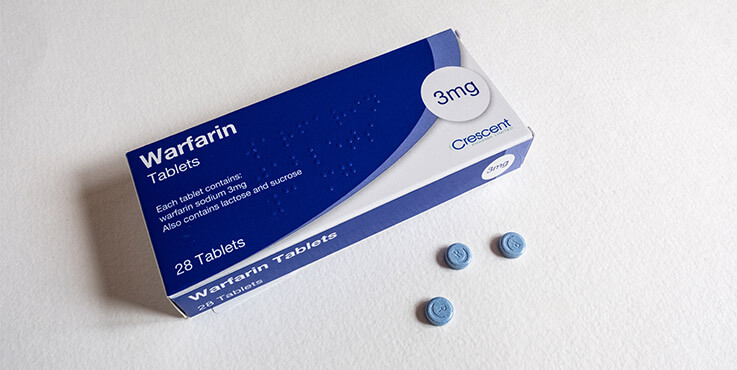 Warfarin
Tablets
Each tablet contains:
warfarin sodium 3mg
Also contains lactose and sucrose
28 Tablets
3mg
Crescent
3mg
Warfarin Tablets
28 Tablets